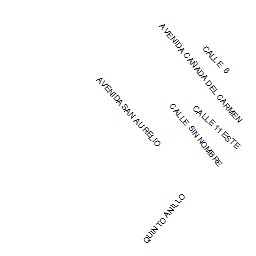 AVENIDA CAÑADA DEL CARMEN
CALLE 6
AVENIDA SAN AURELIO
CALLE SIN NOMBRE
CALLE 11 ESTE
QUINTO ANILLO